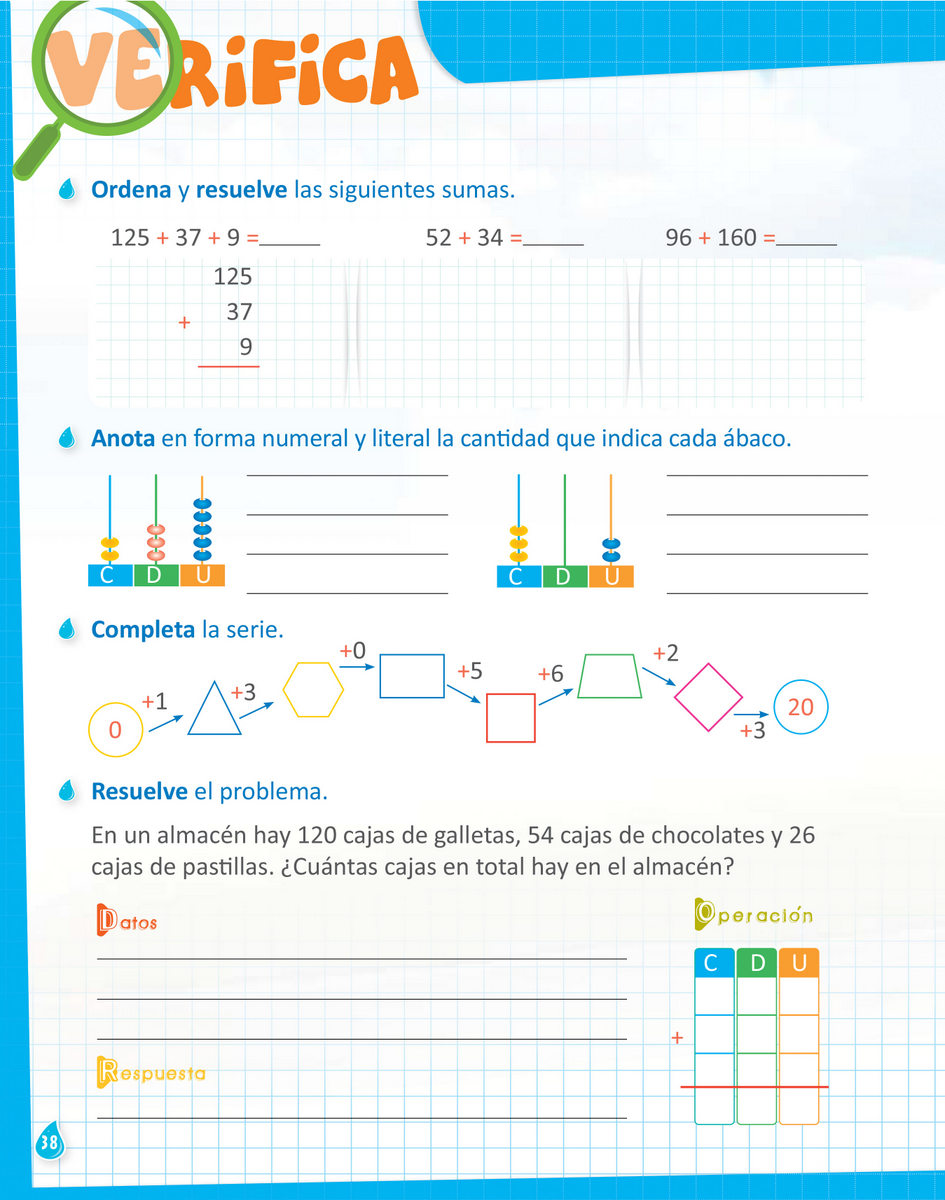 VERiFiCA
Ordena y resuelve las siguientes sumas.
125 + 37 + 9 =______ 52 + 34 =______ 96 + 160 =______
125
+ 37
9
Anota en forma numeral y literal la cantidad que indica cada ábaco.
C D U C D U
Completa la serie.
0 +1 +3 +0 +5 +6 +2 +3 20
Resuelve el problema.
En un almacén hay 120 cajas de galletas, 54 cajas de chocolates y 26
cajas de pastillas. ¿Cuántas cajas en total hay en el almacén?
Datos
Operación
C D U
+
Respuesta
38